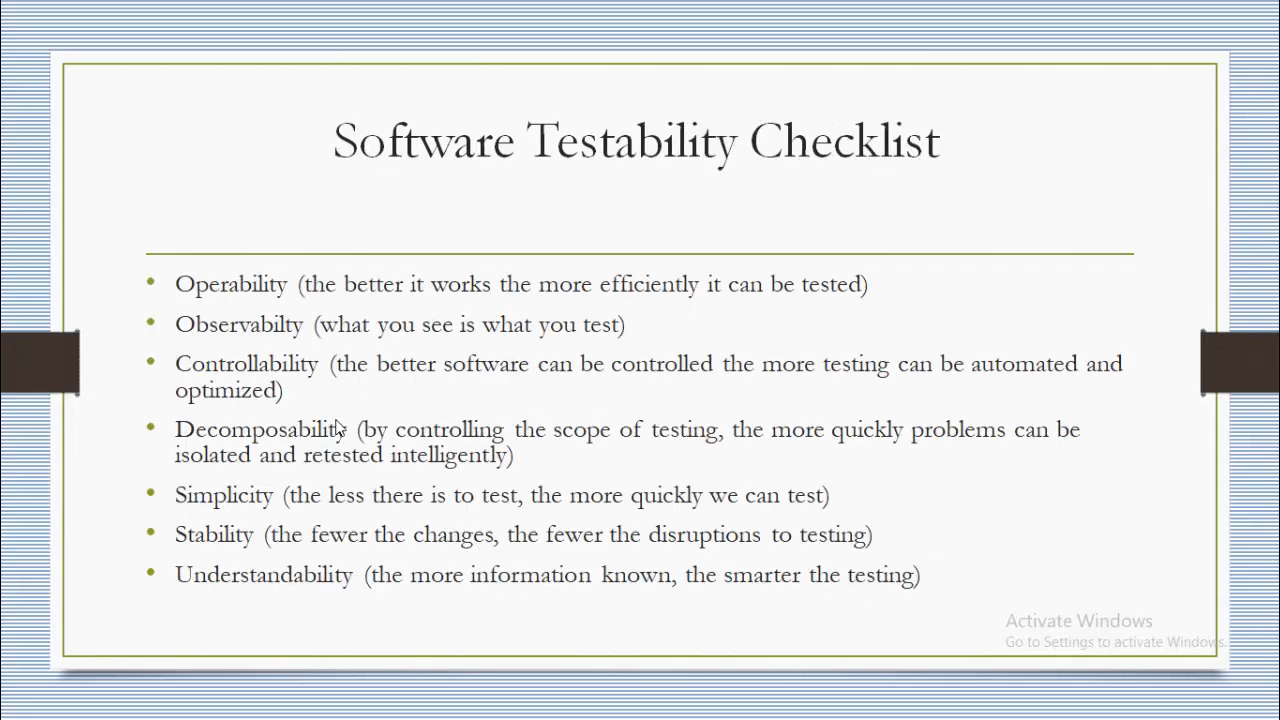 Software Testability Checklist
• Operability (the better it works the more efficiently it can be tested)
• Observabilty (what you see is what you test)
• Controllability (the better software can be controlled the more testing can be automated and
optimized)
• Decomposability (by controlling the scope of testing, the more quickly problems can be
isolated and retested intelligently)
• Simplicity (the less there is to test, the more quickly we can test)
• Stability (the fewer the changes, the fewer the disruptions to testing)
• Understandability (the more information known, the smarter the testing)
Activate Windows
Go to Settings to activate Windows.